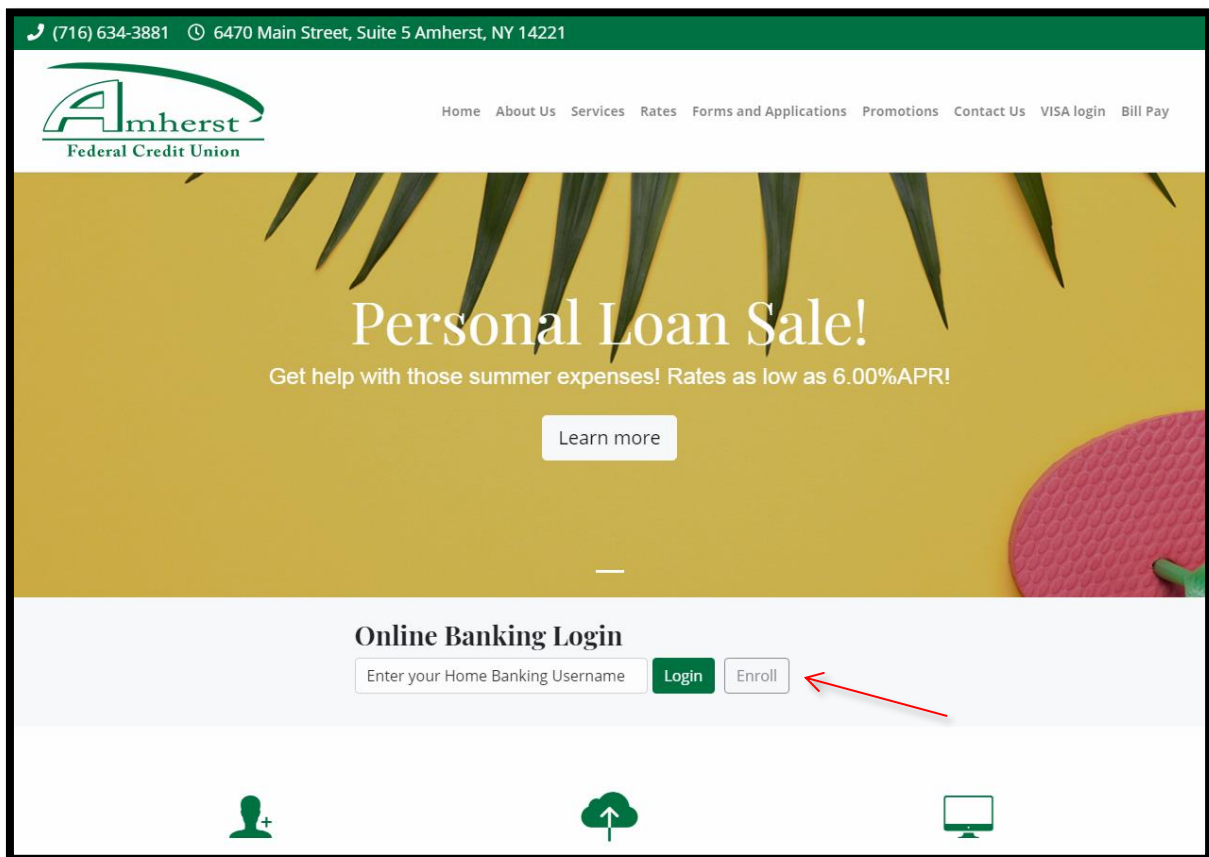 (716) 634-3881 6470 Main Street, Suite 5 Amherst, NY 14221
Amherst
Federal Credit Union
Home About Us Services Rates Forms and Applications Promotions Contact Us VISA login Bill Pay
Personal Loan Sale!
Get help with those summer expenses! Rates as low as 6.00%APR!
Learn more
Online Banking Login
Enter your Home Banking Username Login Enroll